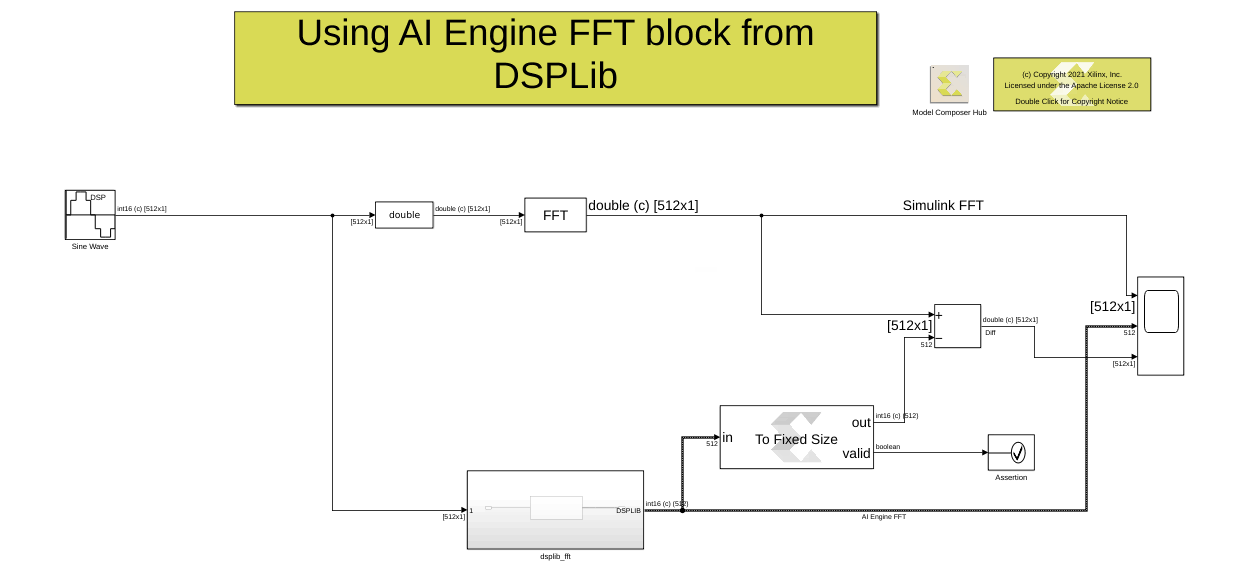 Using AI Engine FFT block from
DSPLib
(c) Copyright 2021 Xilinx, Inc.
Licensed under the Apache License 2.0
Double Click for Copyright Notice
Model Composer Hub
DSP
Sine Wave
int16 (c) [512x1]
[512x1]
double
double (c) [512x1]
[512x1]
FFT
double (c) [512x1]
Simulink FFT
[512x1]
512
[512x1]
+
−
[512x1]
512
double (c) [512x1]
Diff
in
512
To Fixed Size
out
valid
int16 (c) (512)
boolean
Assertion
[512x1]
1
DSPLIB
dsplib_fft
int16 (c) (512)
AI Engine FFT